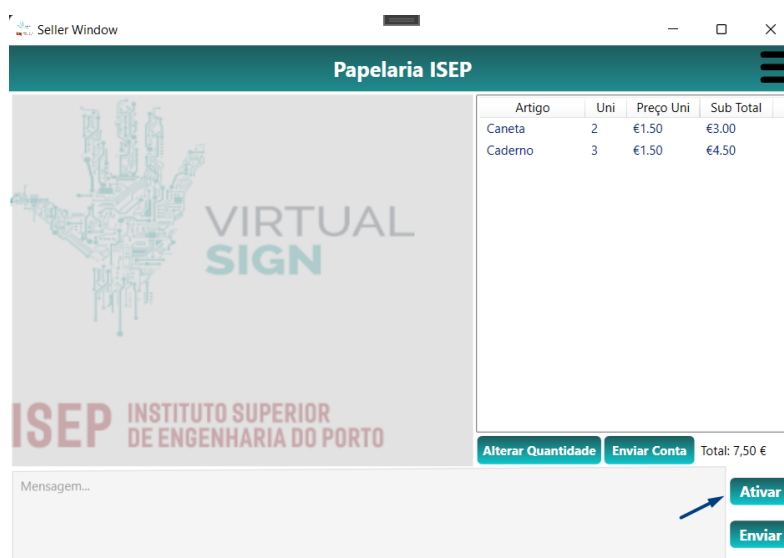 Seller Window
Papelaria ISEP
Artigo Uni Preço Uni Sub Total
Caneta 2 €1.50 €3.00
Caderno 3 €1.50 €4.50
VIRTUAL
SIGN
ISEP INSTITUTO SUPERIOR
DE ENGENHARIA DO PORTO
Alterar Quantidade Enviar Conta Total: 7,50 €
Mensagem...
Ativar
Enviar